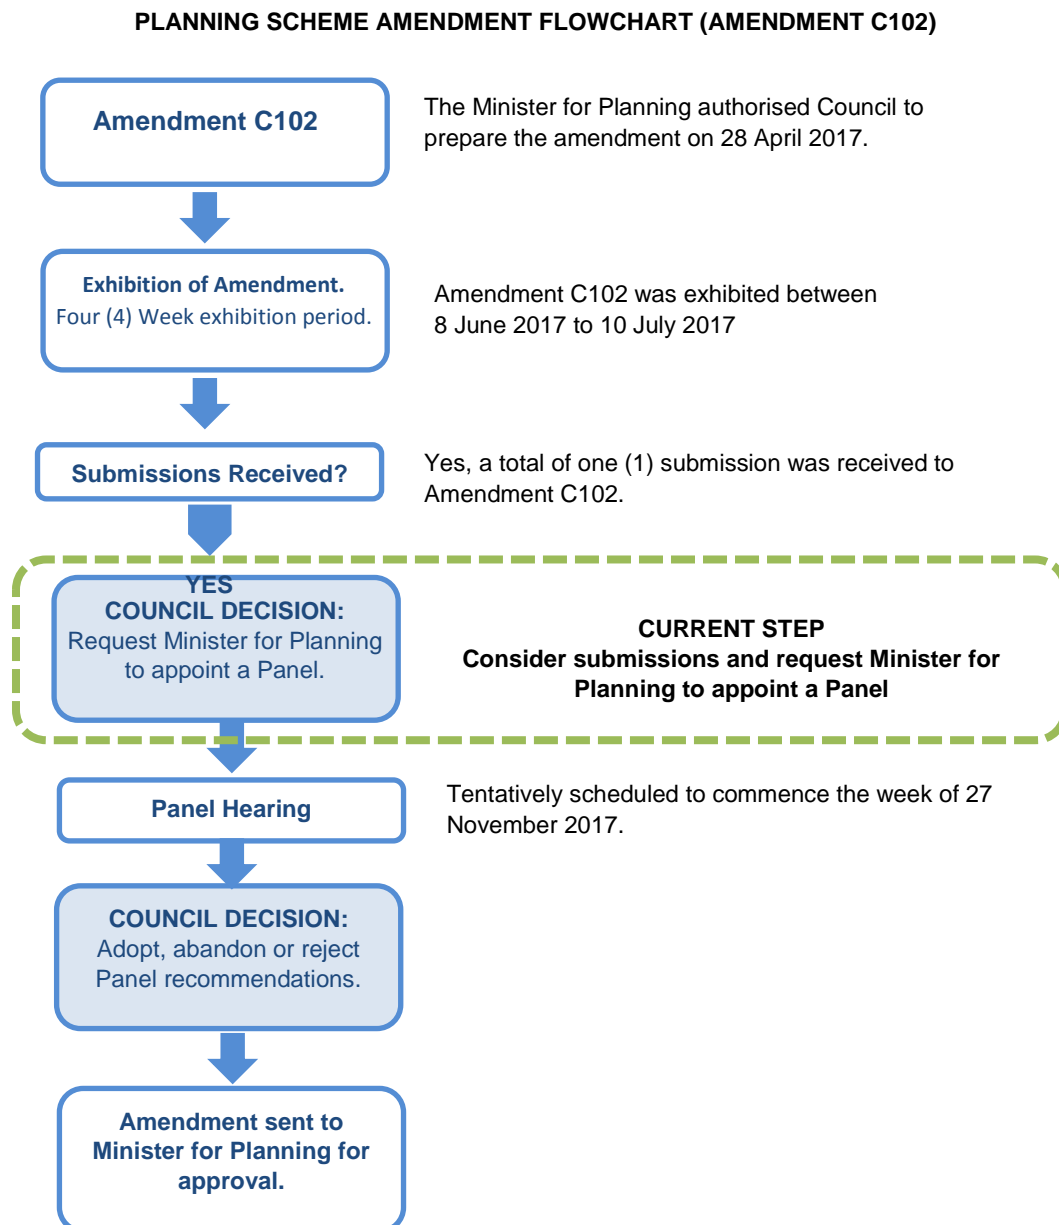 PLANNING SCHEME AMENDMENT FLOWCHART (AMENDMENT C102)
Amendment C102
The Minister for Planning authorised Council to
prepare the amendment on 28 April 2017.
Exhibition of Amendment.
Four (4) Week exhibition period.
Amendment C102 was exhibited between
8 June 2017 to 10 July 2017
Submissions Received?
Yes, a total of one (1) submission was received to
Amendment C102.
YES
COUNCIL DECISION:
Request Minister for Planning
to appoint a Panel.
CURRENT STEP
Consider submissions and request Minister for
Planning to appoint a Panel
Panel Hearing
Tentatively scheduled to commence the week of 27
November 2017.
COUNCIL DECISION:
Adopt, abandon or reject
Panel recommendations.
Amendment sent to
Minister for Planning for
approval.